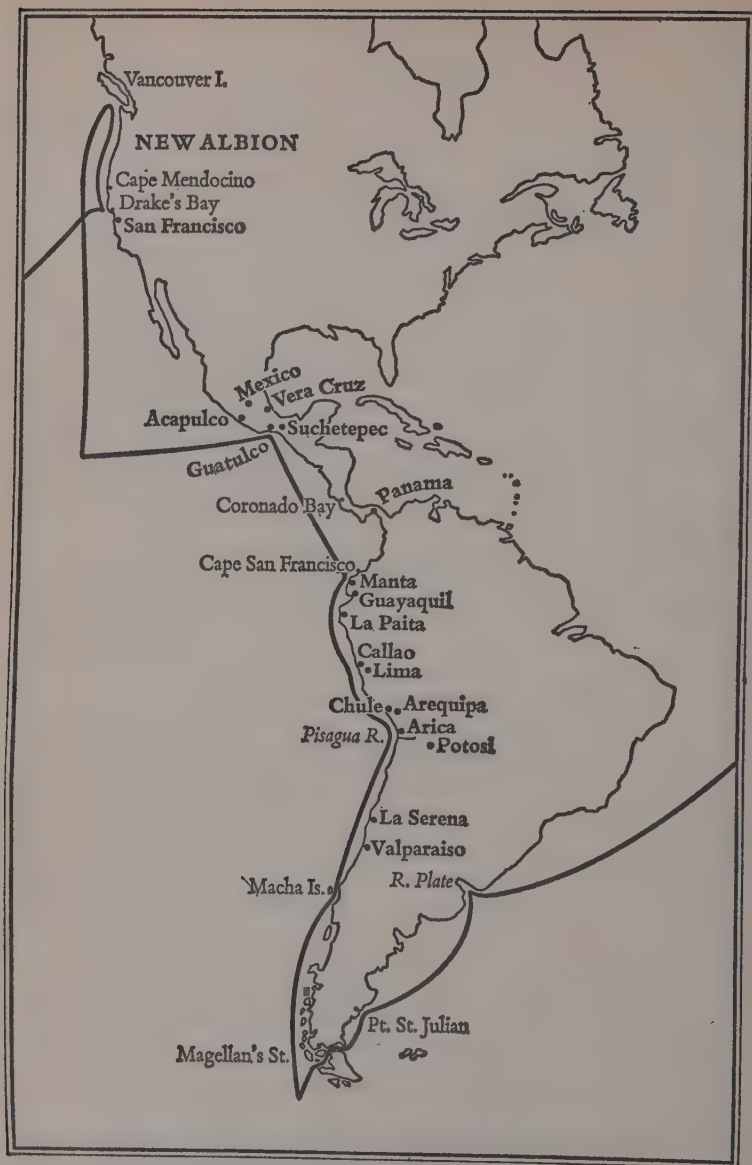 Vancouver I.
NEW ALBION
Cape Mendocino
Drake's Bay
San Francisco
Mexico
Vera Cruz
Acapulco
Suchetepec
Guatulco
Panama
Coronado Bay
Cape San Francisco
Manta
Guayaquil
La Paita
Callao
Lima
Chule
Arequipa
Arica
Pisagua R.
Potosi
La Serena
Valparaiso
Macha Is.
R. Plate
Pt. St. Julian
Magellan's St.